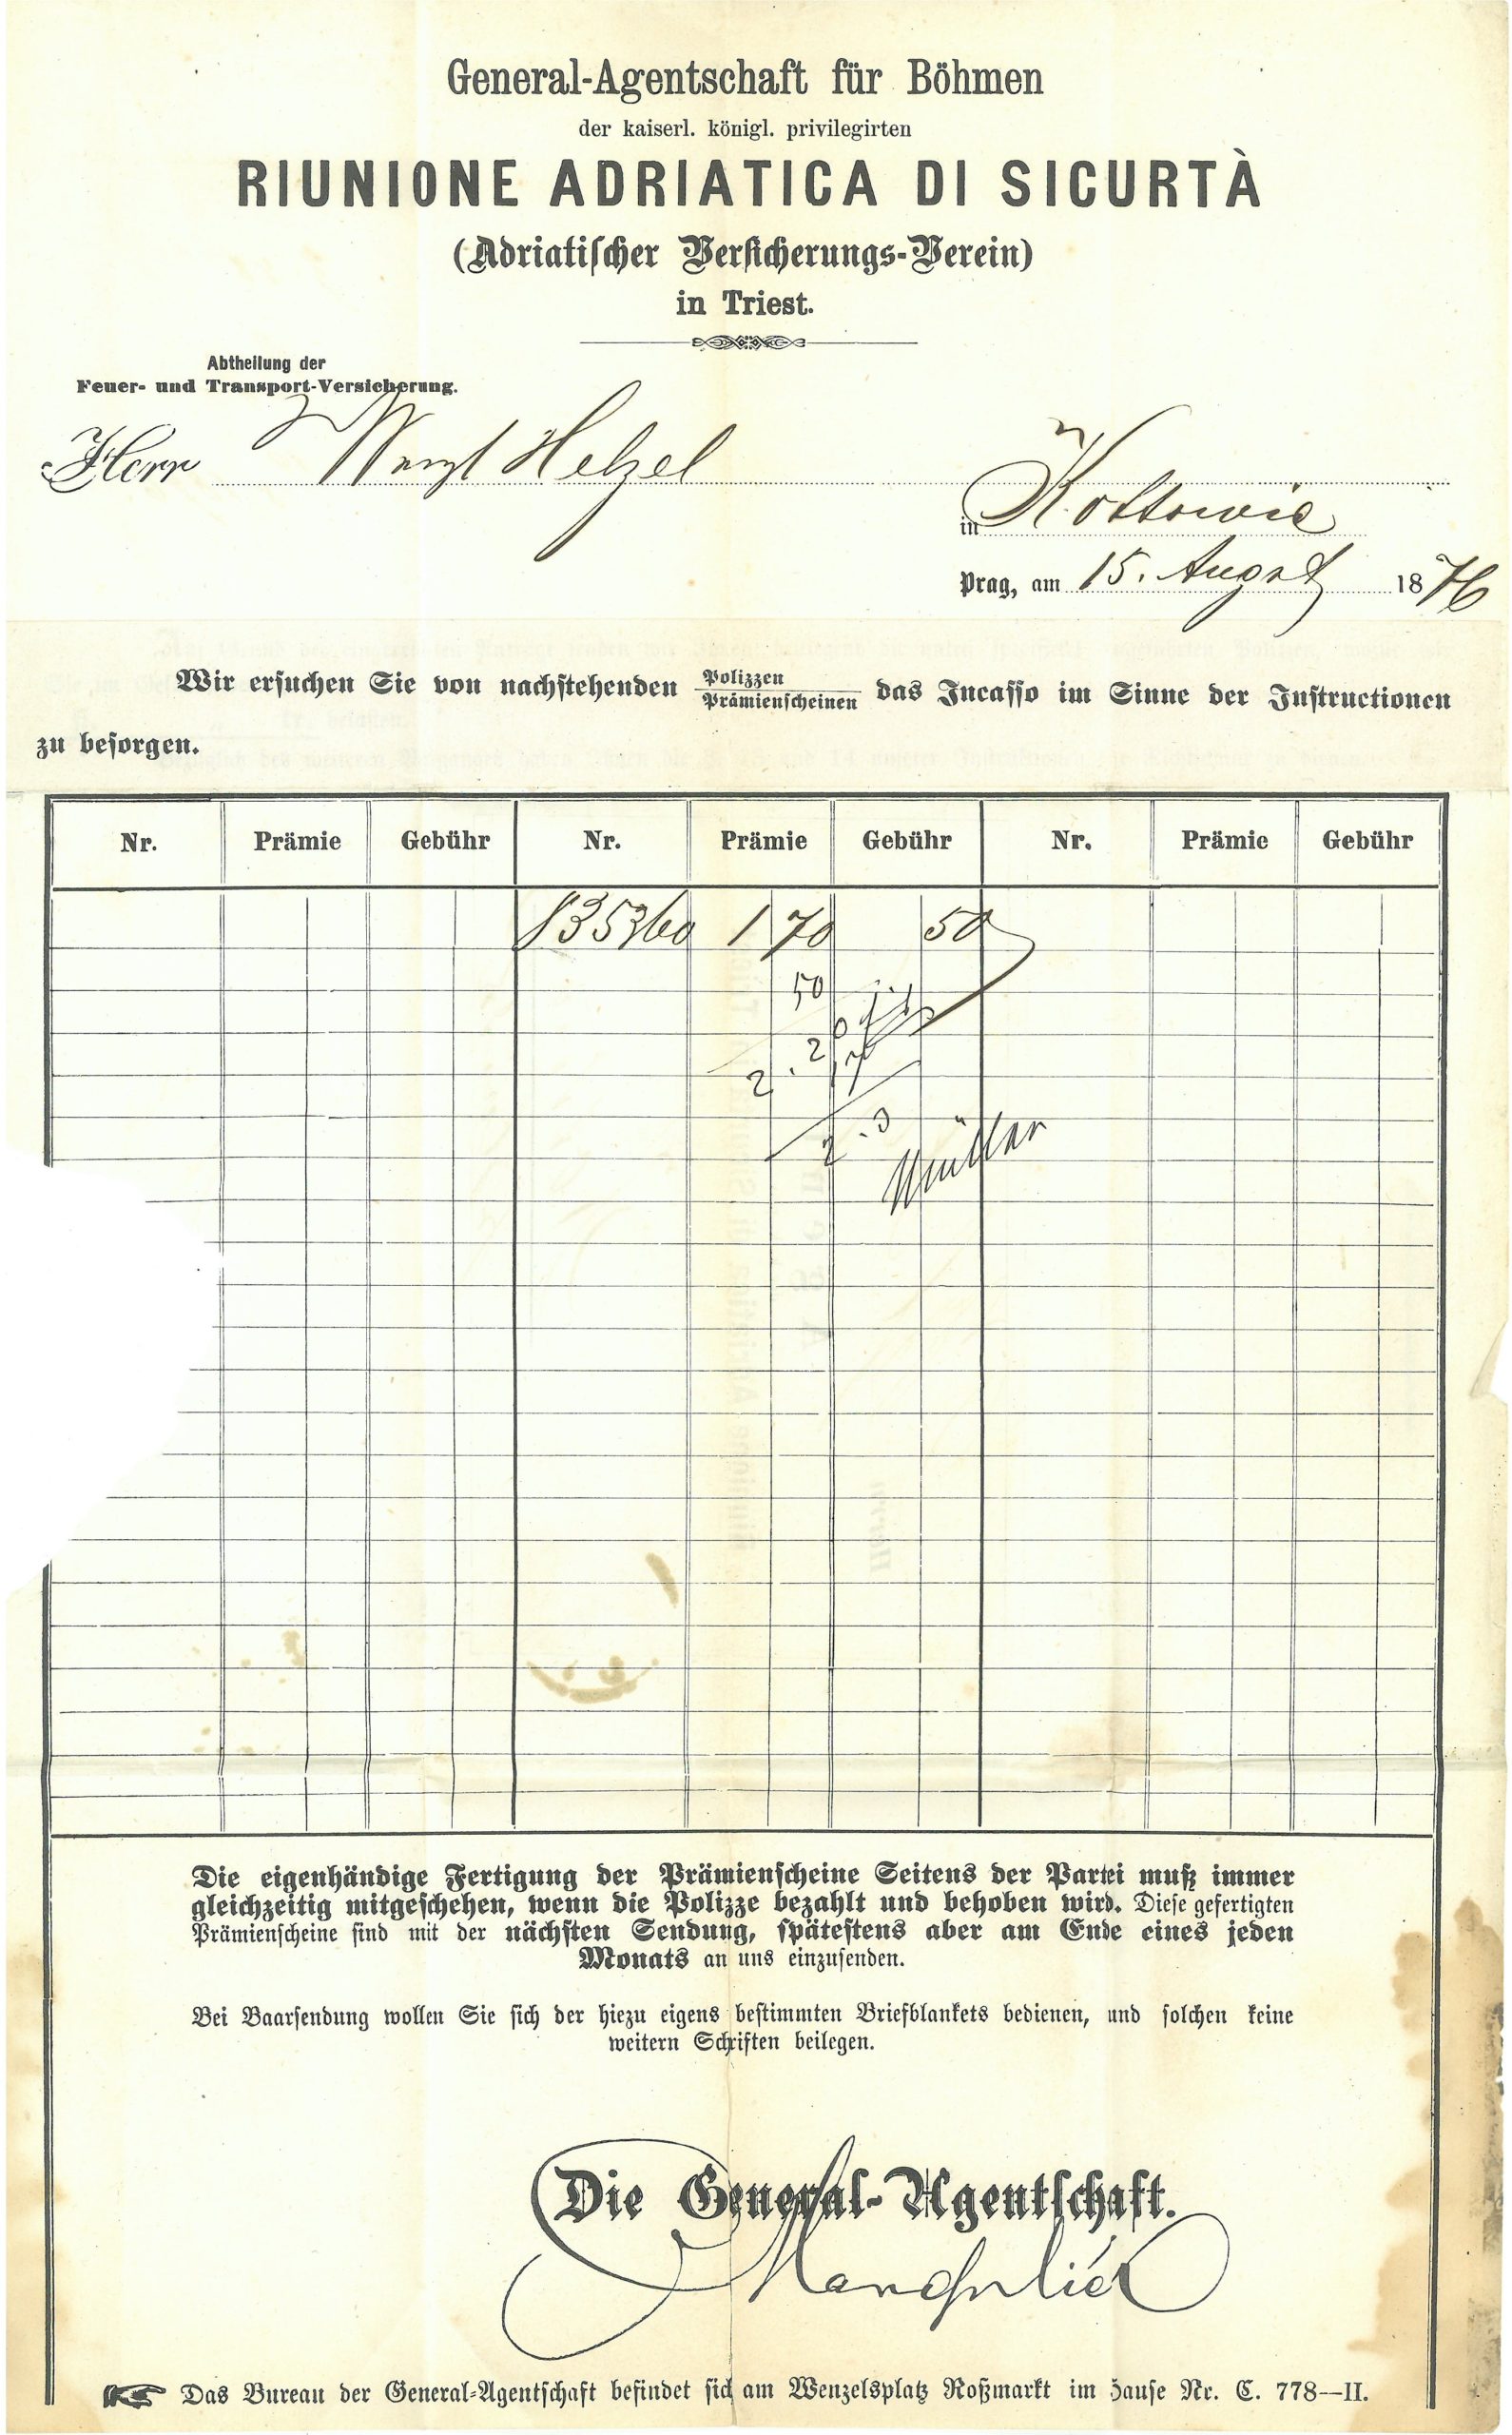 General-Agentschaft für Böhmen
der kaiserl. königl. privilegirten
RIUNIONE ADRIATICA DI SICURTÀ
(Adriatischer Versicherungs-Verein)
in Triest.
Abtheilung der
Feuer- und Transport-Versicherung.
Herr Hetzel
in Kottowic
Prag, am 15. August 1876
Wir ersuchen Sie von nachstehenden Polizzen Prämienscheinen das Incasso im Sinne der Instructionen
zu besorgen.
Nr. Prämie Gebühr Nr. Prämie Gebühr Nr. Prämie Gebühr
835360 1 70 50
50
2.20
17
2.3
Müller
Die eigenhändige Fertigung der Prämienscheine Seitens der Partei muß immer
gleichzeitig mitgeschehen, wenn die Polizze bezahlt und behoben wird. Diese gefertigten
Prämienscheine sind mit der nächsten Sendung, spätestens aber am Ende eines jeden
Monats an uns einzusenden.
Bei Baarsendung wollen Sie sich der hiezu eigens bestimmten Briefblankets bedienen, und solchen keine
weitern Schriften beilegen.
Die General-Agentschaft.
Das Bureau der General-Agentschaft befindet sich am Wenzelsplatz Roßmarkt im Hause Nr. C. 778—II.